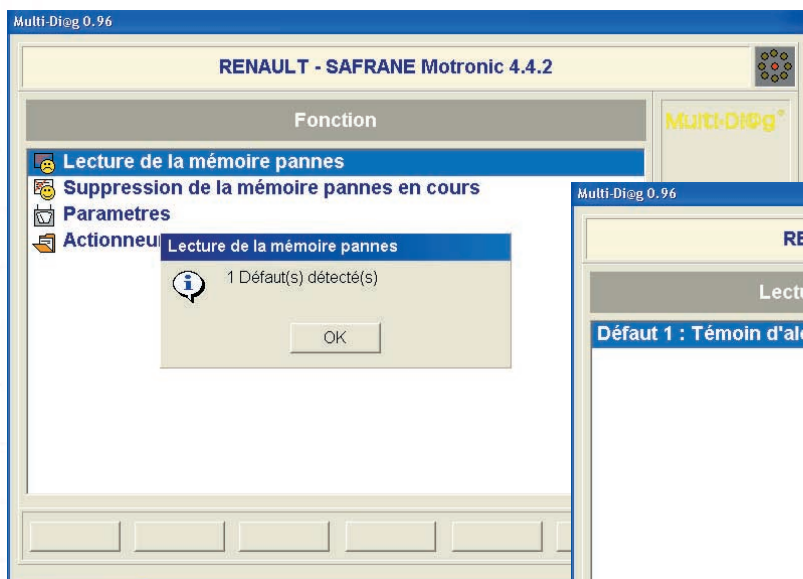 Multi-Di@g 0.96
RENAULT - SAFRANE Motronic 4.4.2
Fonction
Multi-Di@g®
Lecture de la mémoire pannes
Suppression de la mémoire pannes en cours
Parametres
Actionneu
Lecture de la mémoire pannes
1 Défaut(s) détecté(s)
OK
Multi-Di@g 0.96
RE
Lectu
Défaut 1 : Témoin d'ale